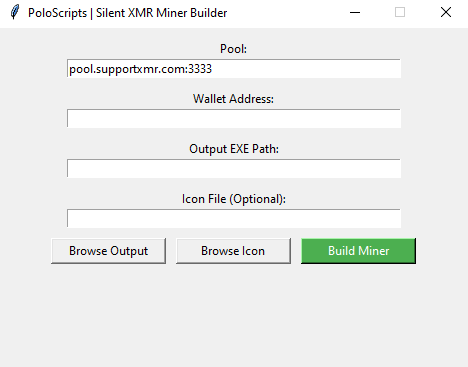 PoloScripts | Silent XMR Miner Builder
Pool:
pool.supportxmr.com:3333
Wallet Address:
Output EXE Path:
Icon File (Optional):
Browse Output Browse Icon Build Miner